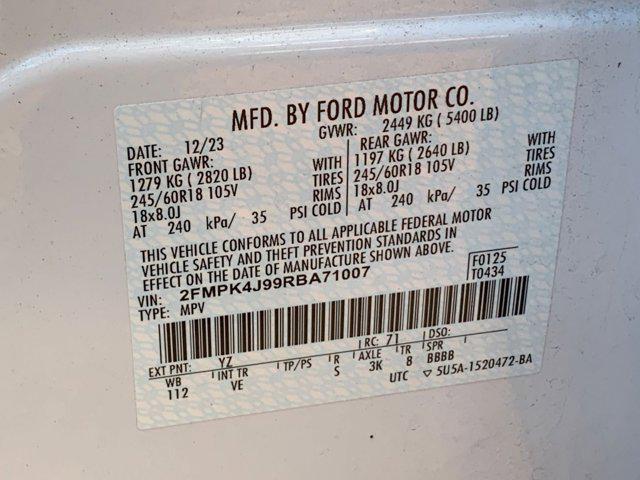 MFD. BY FORD MOTOR CO.
DATE: 12/23 GVWR: 2449 KG ( 5400 LB)
FRONT GAWR: REAR GAWR:
1279 KG ( 2820 LB) WITH 1197 KG ( 2640 LB) WITH
245/60R18 105V TIRES 245/60R18 105V TIRES
18x8.0J RIMS 18x8.0J RIMS
AT 240 kPa/ 35 PSI COLD AT 240 kPa/ 35 PSI COLD
THIS VEHICLE CONFORMS TO ALL APPLICABLE FEDERAL MOTOR
VEHICLE SAFETY AND THEFT PREVENTION STANDARDS IN
EFFECT ON THE DATE OF MANUFACTURE SHOWN ABOVE.
VIN: 2FMPK4J99RBA71007 F0125
TYPE: MPV T0434
EXT PNT: YZ RC: 71 DSO:
WB INT TR TP/PS R AXLE TR SPR
112 VE S 3K 8 BBBB
UTC ▽ 5U5A-1520472-BA